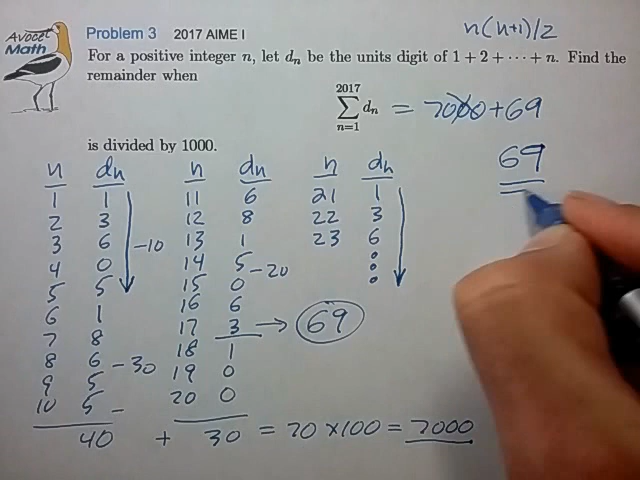 Avocet
Math
Problem 3 2017 AIME I
n(n+1)/2
For a positive integer n, let dn be the units digit of 1 + 2 + ··· + n. Find the
remainder when
2017
∑ dn = 7000 + 69
n=1
is divided by 1000.
69
n dn n dn n dn
1 1 11 6 21 1
2 3 12 8 22 3
3 6 -10 13 1 23 6
4 0 14 5 -20
5 5 15 0
6 1 16 6
7 8 17 3 → 69
8 6 -30 18 1
9 5 19 0
10 5 - 20 0
40 + 30 = 70 × 100 = 7000